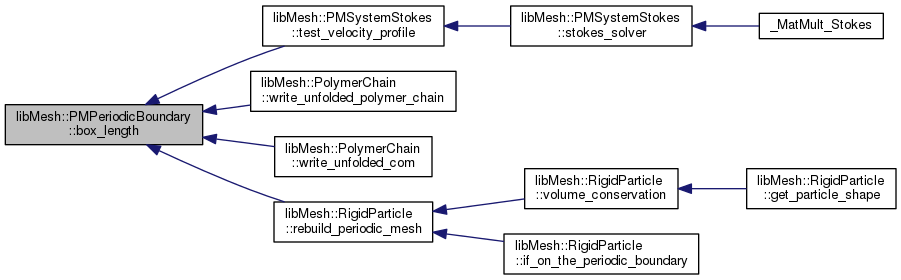 libMesh::PMSystemStokes
::test_velocity_profile
libMesh::PMSystemStokes
::stokes_solver
_MatMult_Stokes
libMesh::PolymerChain
::write_unfolded_polymer_chain
libMesh::PMPeriodicBoundary
::box_length
libMesh::PolymerChain
::write_unfolded_com
libMesh::RigidParticle
::rebuild_periodic_mesh
libMesh::RigidParticle
::volume_conservation
libMesh::RigidParticle
::get_particle_shape
libMesh::RigidParticle
::if_on_the_periodic_boundary